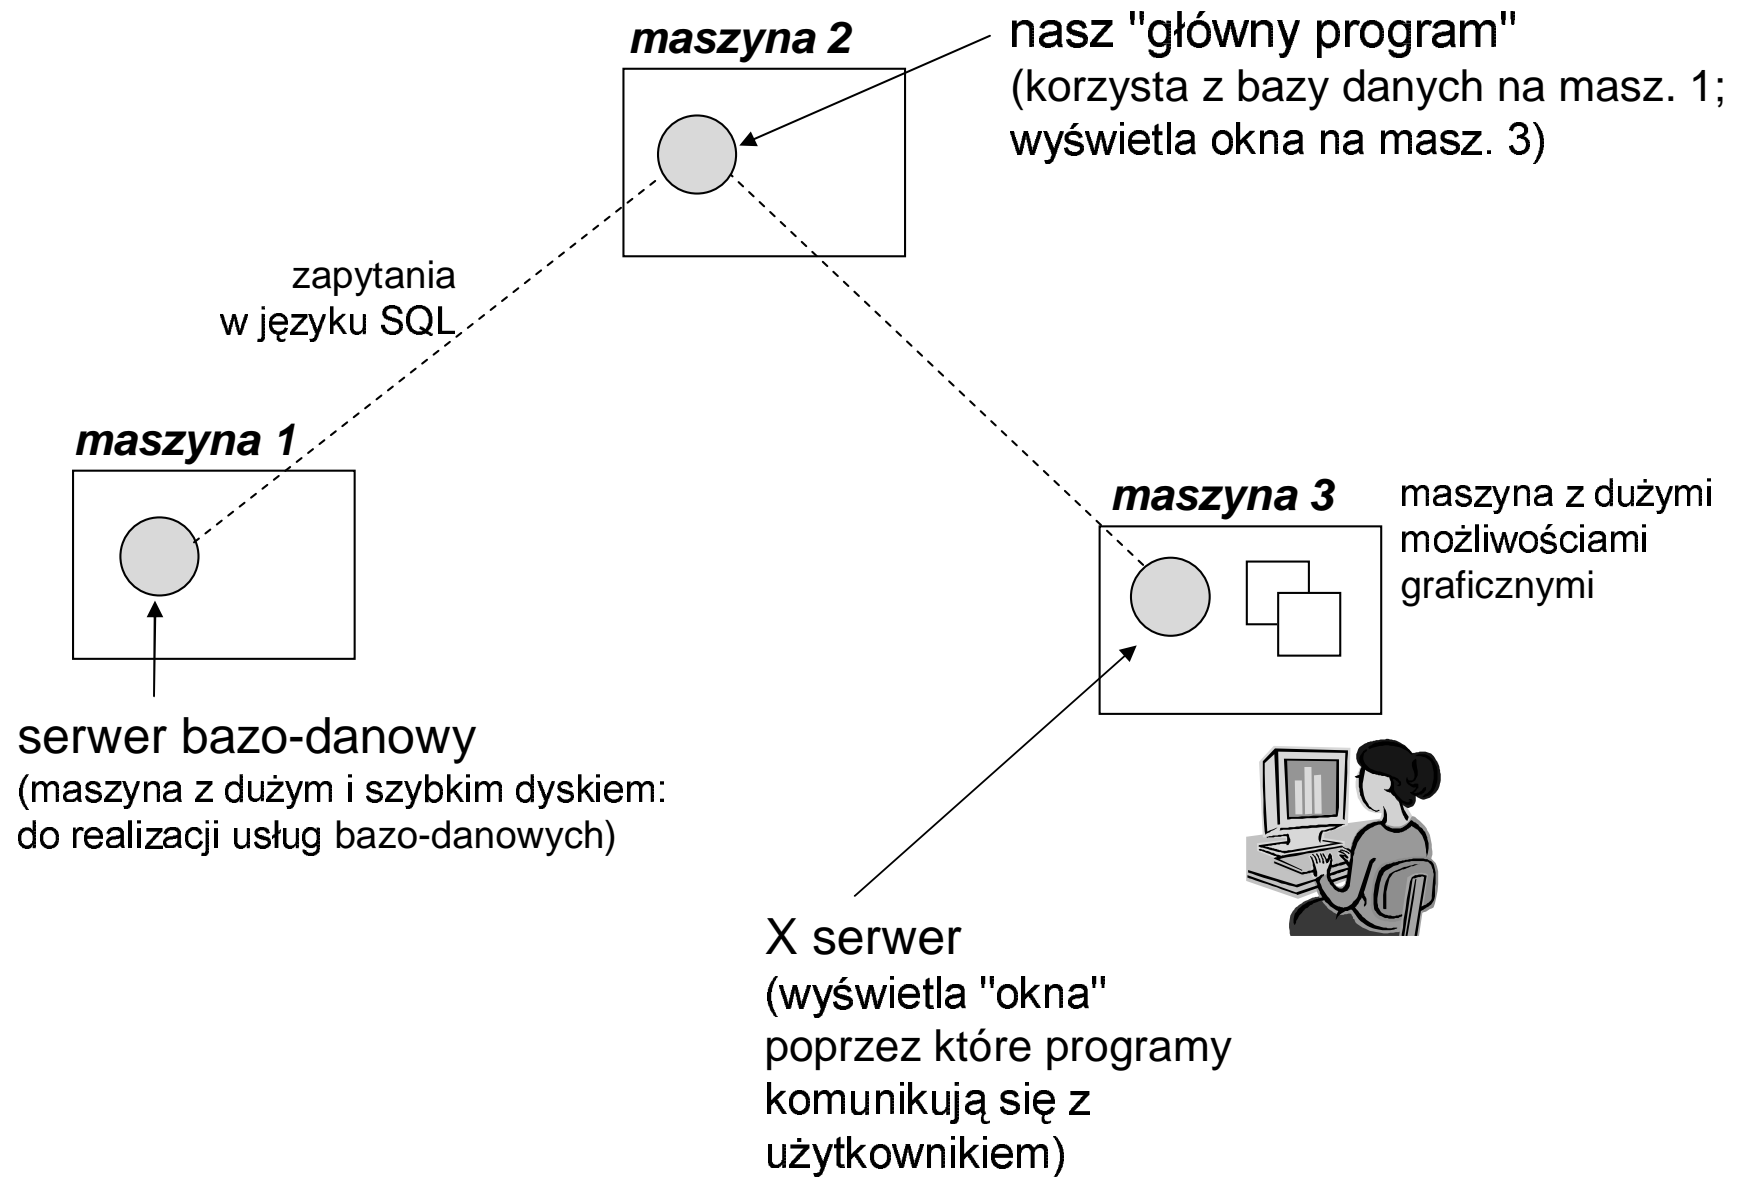 maszyna 2
nasz "główny program"
(korzysta z bazy danych na masz. 1;
wyświetla okna na masz. 3)
zapytania
w języku SQL
maszyna 1
maszyna 3
maszyna z dużymi
możliwościami
graficznymi
serwer bazo-danowy
(maszyna z dużym i szybkim dyskiem:
do realizacji usług bazo-danowych)
X serwer
(wyświetla "okna"
poprzez które programy
komunikują się z
użytkownikiem)